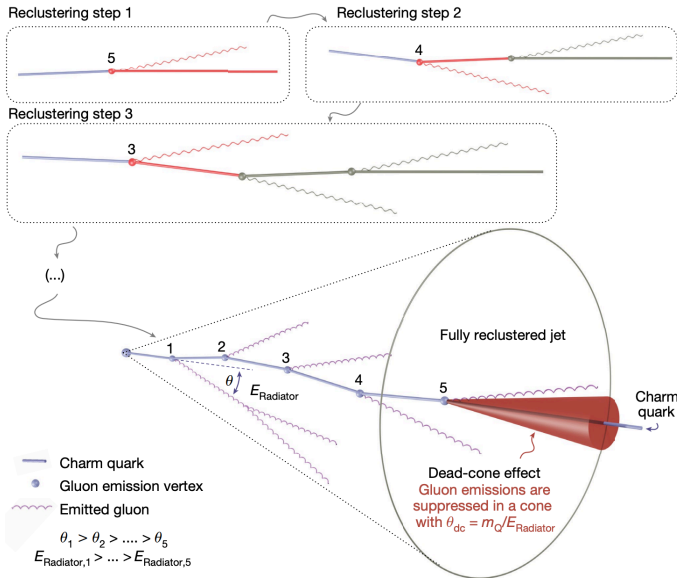 Reclustering step 1
Reclustering step 2
5
4
Reclustering step 3
3
(...)
Fully reclustered jet
1
2
3
4
5
θ
E_Radiator
Charm
quark
Charm quark
Gluon emission vertex
Emitted gluon
Dead-cone effect
Gluon emissions are
suppressed in a cone
with θ_dc = m_Q/E_Radiator
θ_1 > θ_2 > .... > θ_5
E_Radiator,1 > ... > E_Radiator,5